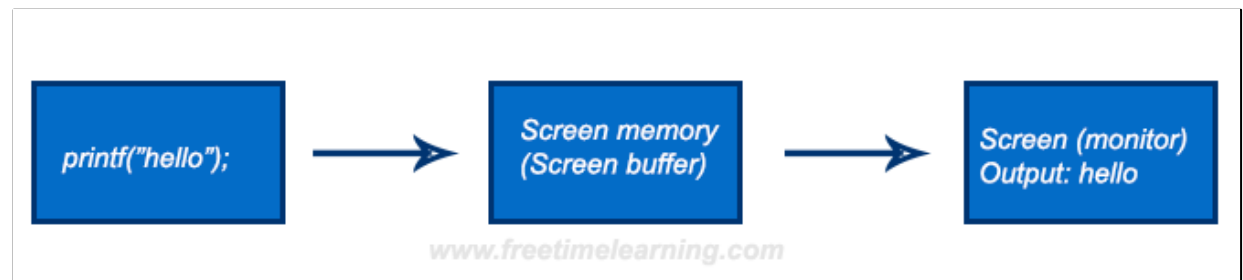 printf(”hello”);
Screen memory
(Screen buffer)
Screen (monitor)
Output: hello
www.freetimelearning.com